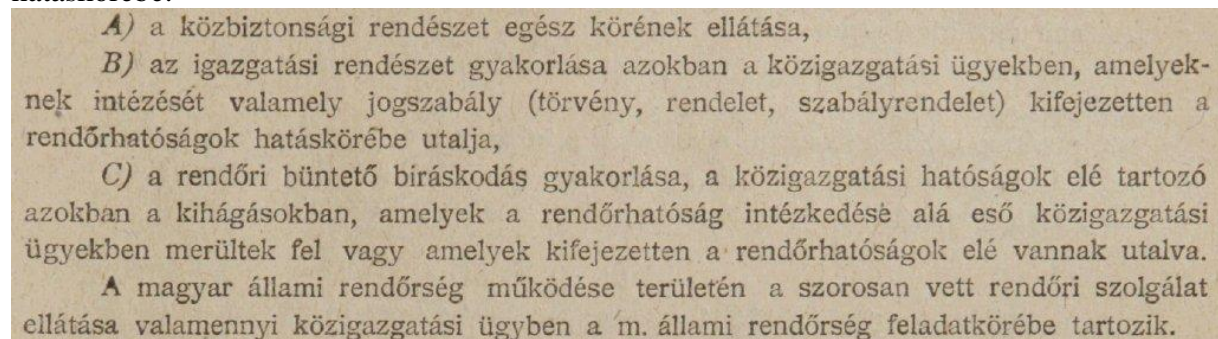 hatáskörébe:
A) a közbiztonsági rendészet egész körének ellátása,
B) az igazgatási rendészet gyakorlása azokban a közigazgatási ügyekben, amelyek-
nek intézését valamely jogszabály (törvény, rendelet, szabályrendelet) kifejezetten a
rendőrhatóságok hatáskörébe utalja,
C) a rendőri büntető biráskodás gyakorlása, a közigazgatási hatóságok elé tartozó
azokban a kihágásokban, amelyek a rendőrhatóság intézkedése alá eső közigazgatási
ügyekben merültek fel vagy amelyek kifejezetten a rendőrhatóságok elé vannak utalva.
A magyar állami rendőrség működése területén a szorosan vett rendőri szolgálat
ellátása valamennyi közigazgatási ügyben a m. állami rendőrség feladatkörébe tartozik.